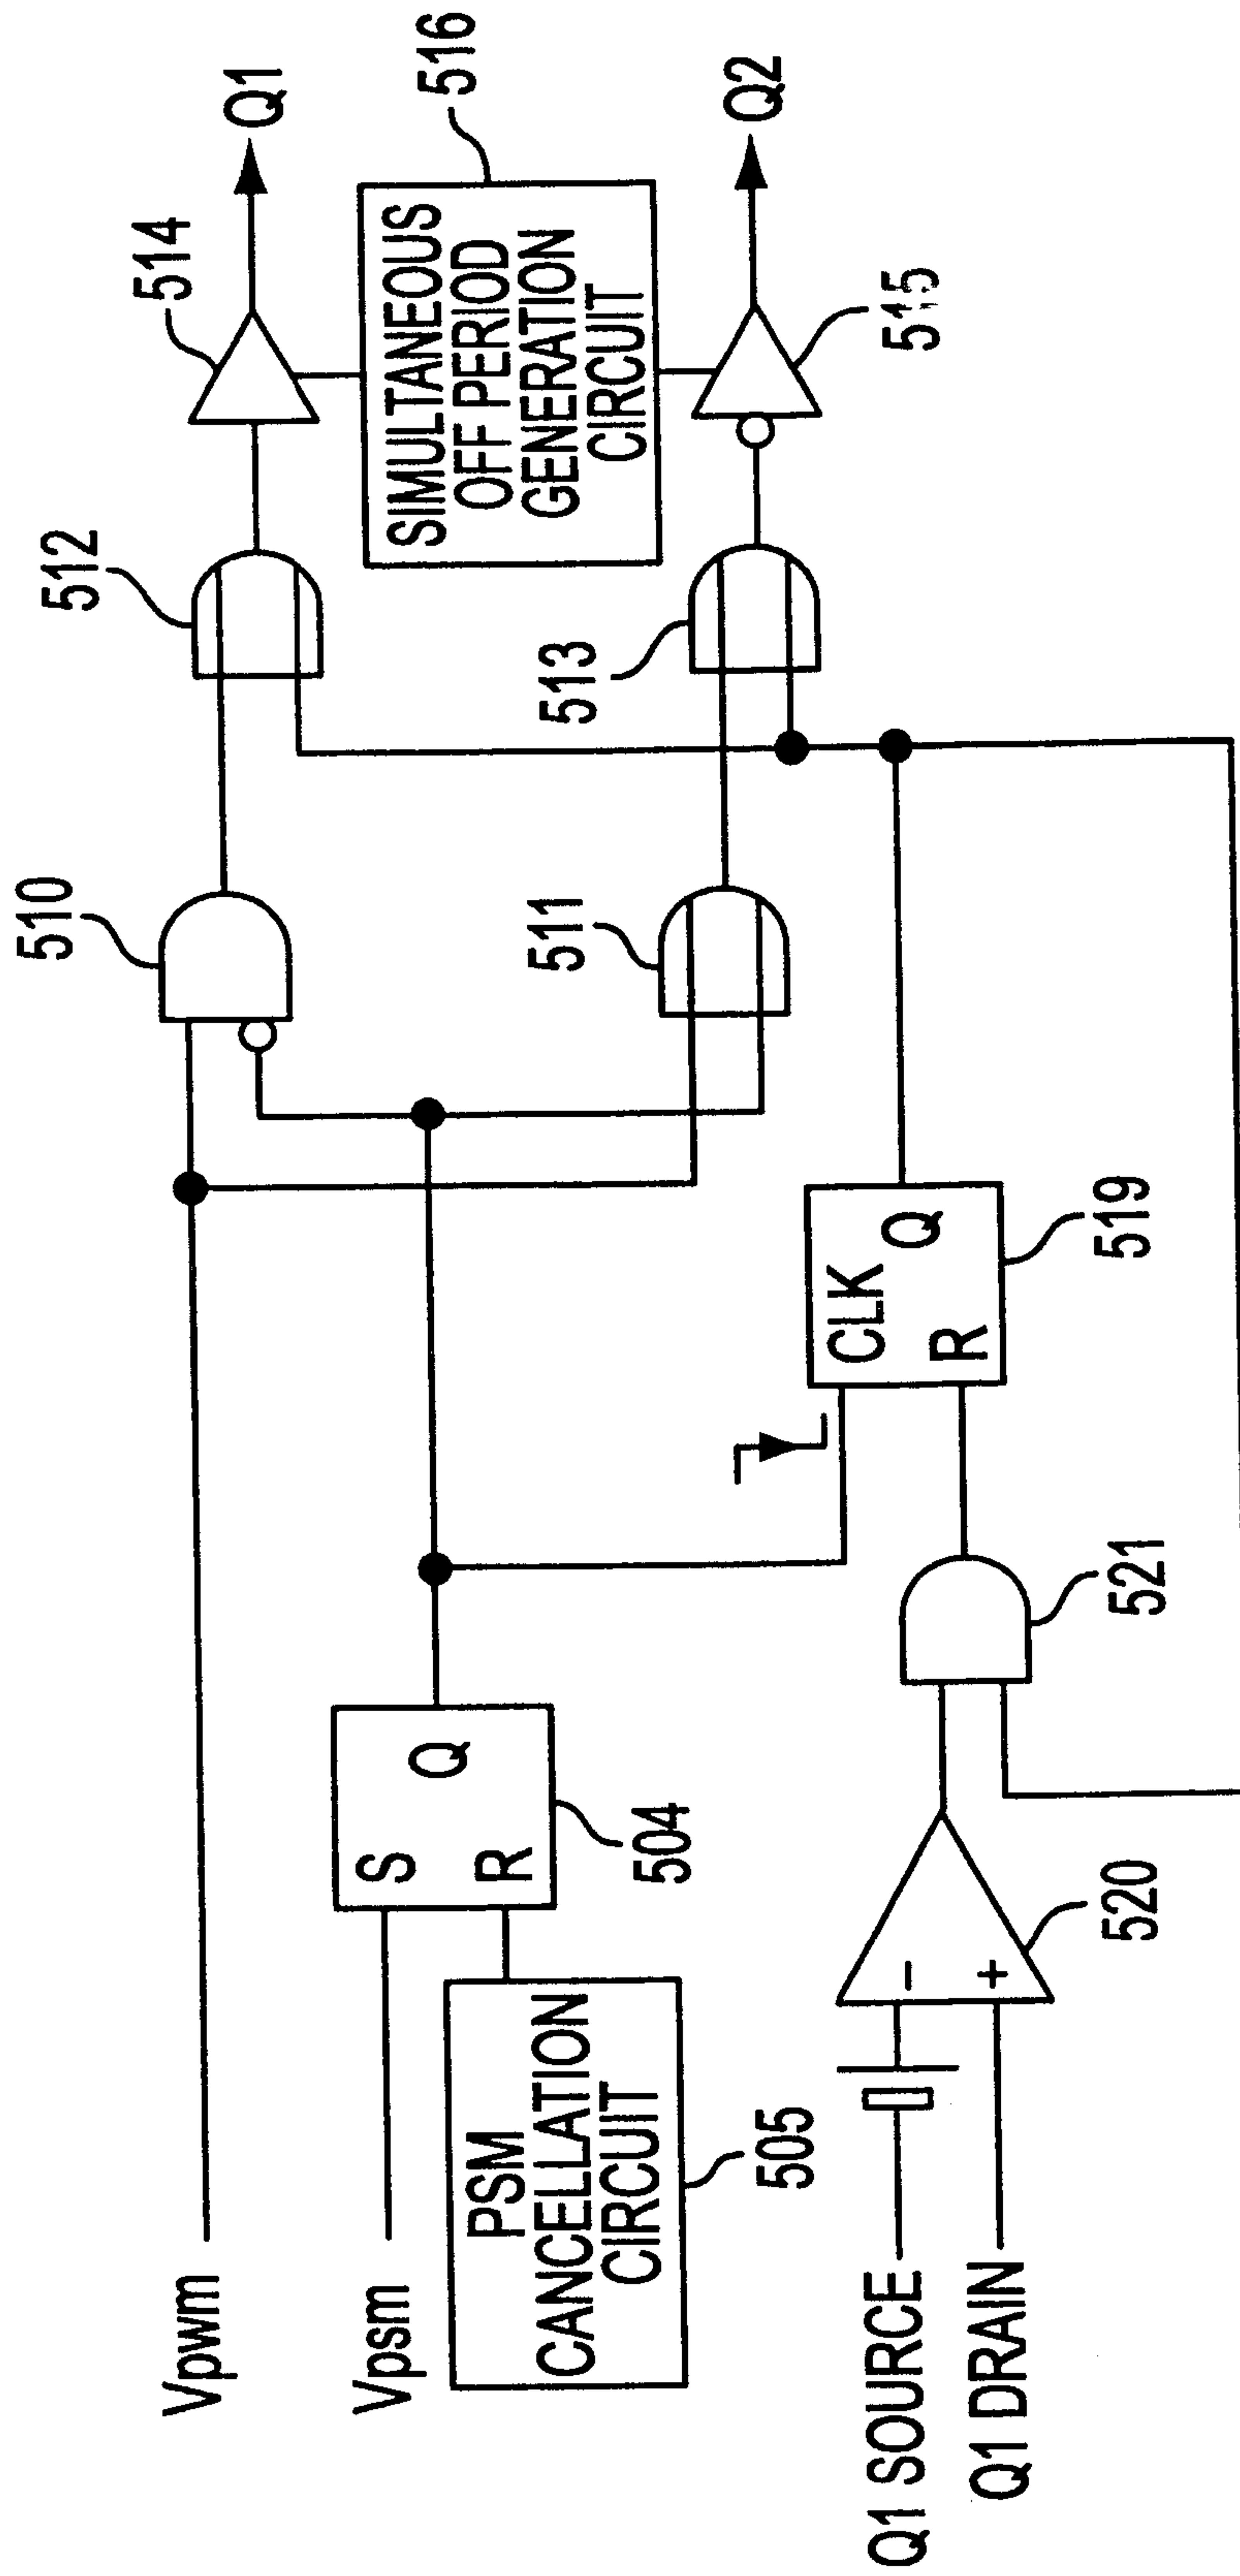 Vpwm
Vpsm
PSM
CANCELLATION
CIRCUIT
505
S
R
Q
504
Q1 SOURCE
Q1 DRAIN
−
+
520
521
CLK
R
Q
519
510
511
512
513
514
515
SIMULTANEOUS
OFF PERIOD
GENERATION
CIRCUIT
516
Q1
Q2